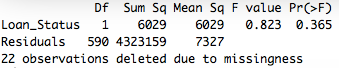 Df Sum Sq Mean Sq F value Pr(>F)
Loan_Status 1 6029 6029 0.823 0.365
Residuals 590 4323159 7327
22 observations deleted due to missingness